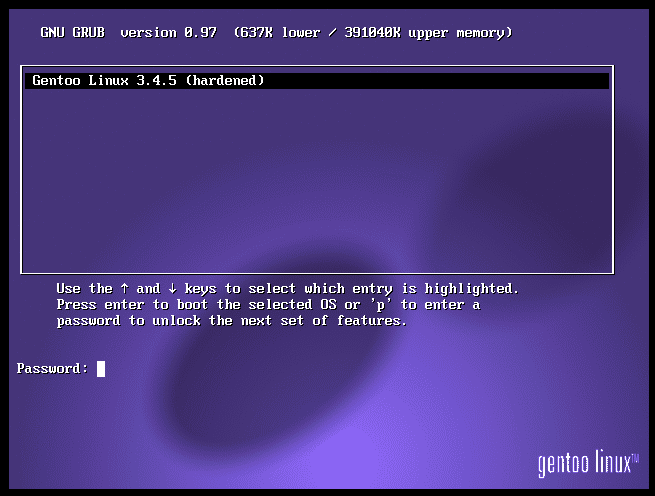 GNU GRUB  version 0.97  (637K lower / 391040K upper memory)
Gentoo Linux 3.4.5 (hardened)
Use the ↑ and ↓ keys to select which entry is highlighted.
Press enter to boot the selected OS or 'p' to enter a
password to unlock the next set of features.
Password:
gentoo linux™